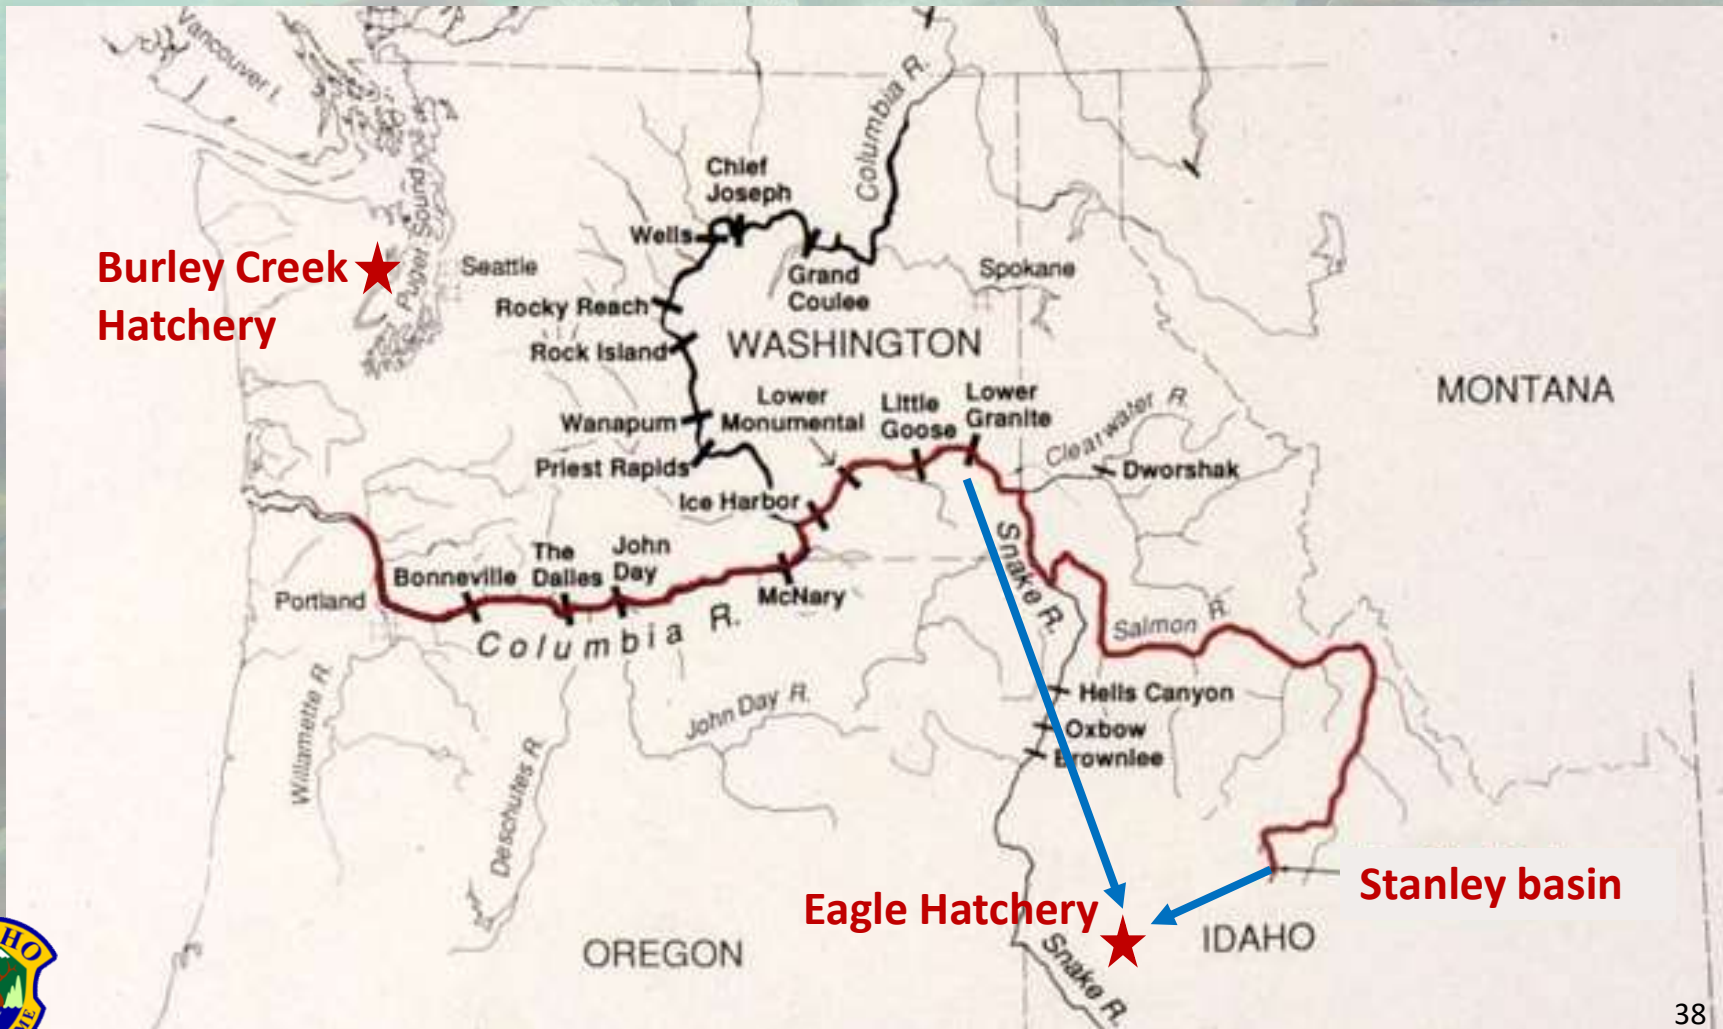 Vancouver I.
Puget Sound
Columbia R.
Chief
Joseph
Wells
Burley Creek
Hatchery
Seattle
Grand
Coulee
Spokane
Rocky Reach
Rock Island
WASHINGTON
MONTANA
Lower
Monumental
Little
Goose
Lower
Granite
Clearwater R.
Wanapum
Priest Rapids
Dworshak
Ice Harbor
Snake R.
The
Dalles
John
Day
Bonneville
McNary
Portland
Columbia R.
Salmon R.
Willamette R.
Deschutes R.
John Day R.
Hells Canyon
Oxbow
Brownlee
Stanley basin
Eagle Hatchery
OREGON
IDAHO
Snake R.
HO
ME
38